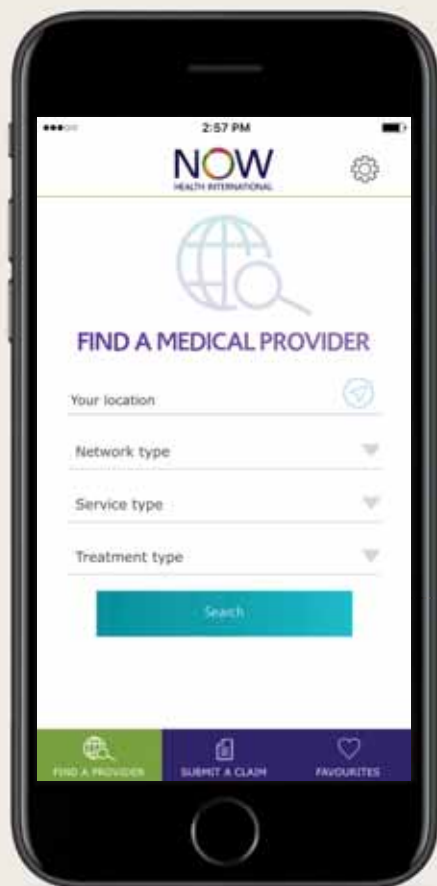 2:57 PM
NOW
HEALTH INTERNATIONAL
FIND A MEDICAL PROVIDER
Your location
Network type
Service type
Treatment type
Search
FIND A PROVIDER
SUBMIT A CLAIM
FAVOURITES